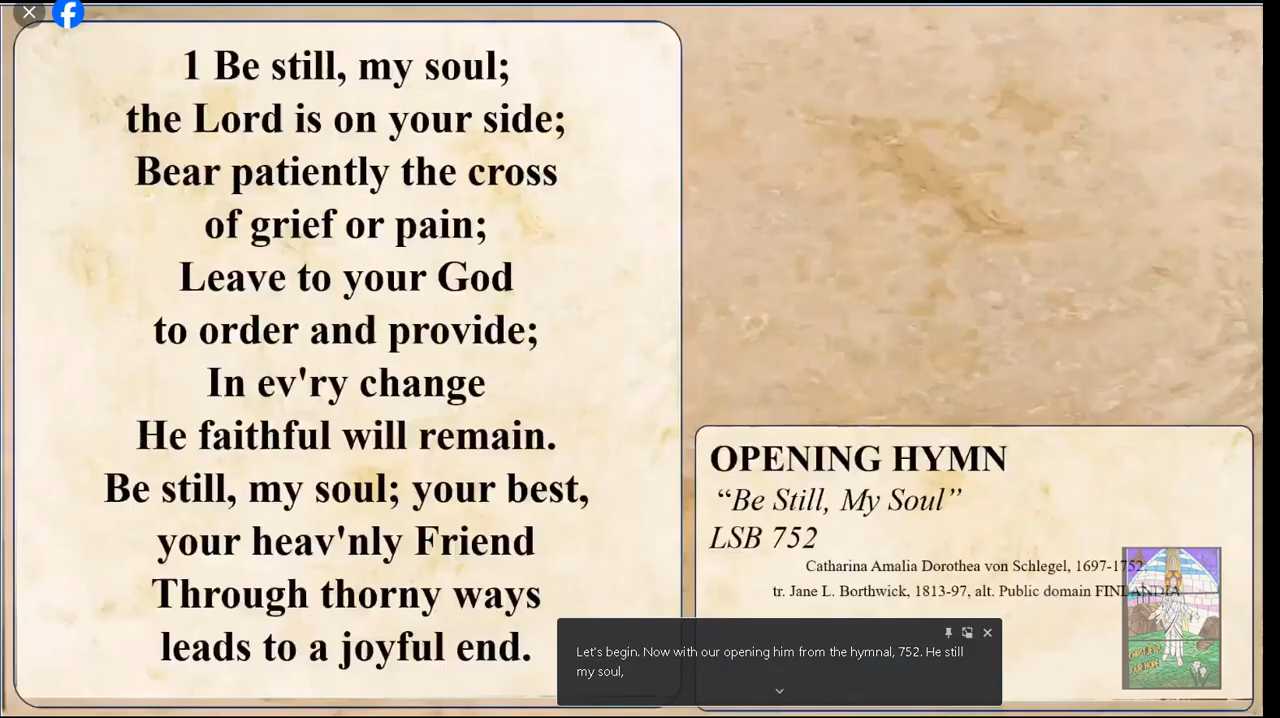 1 Be still, my soul;
the Lord is on your side;
Bear patiently the cross
of grief or pain;
Leave to your God
to order and provide;
In ev'ry change
He faithful will remain.
Be still, my soul; your best,
your heav'nly Friend
Through thorny ways
leads to a joyful end.
OPENING HYMN
“Be Still, My Soul”
LSB 752
Catharina Amalia Dorothea von Schlegel, 1697-1752;
tr. Jane L. Borthwick, 1813-97, alt. Public domain FINLANDIA
Let's begin. Now with our opening him from the hymnal, 752. He still
my soul,